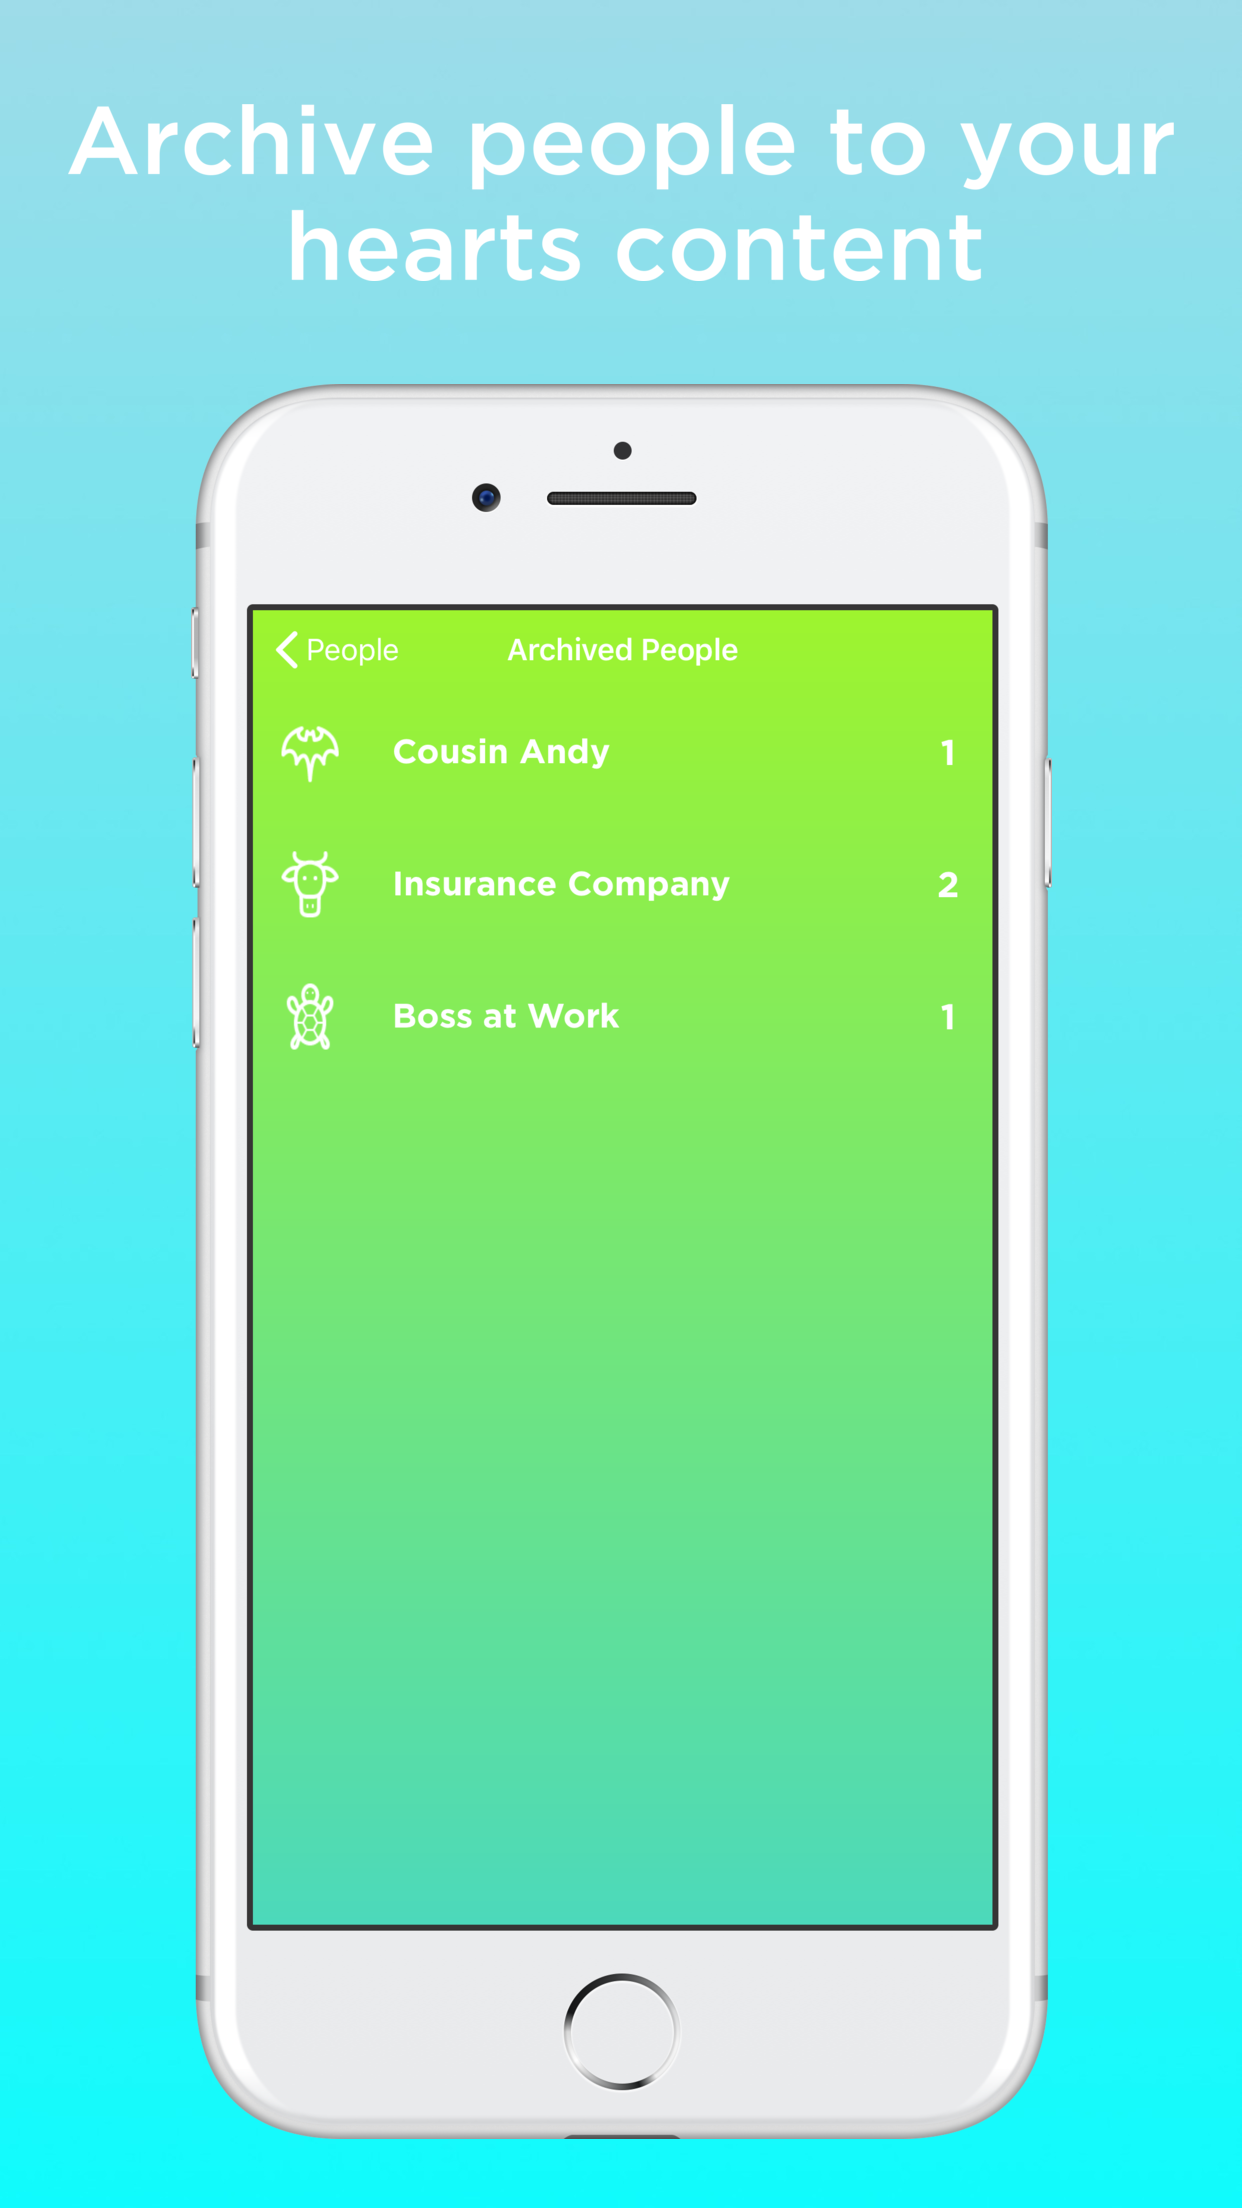 Archive people to your
hearts content
People
Archived People
Cousin Andy 1
Insurance Company 2
Boss at Work 1